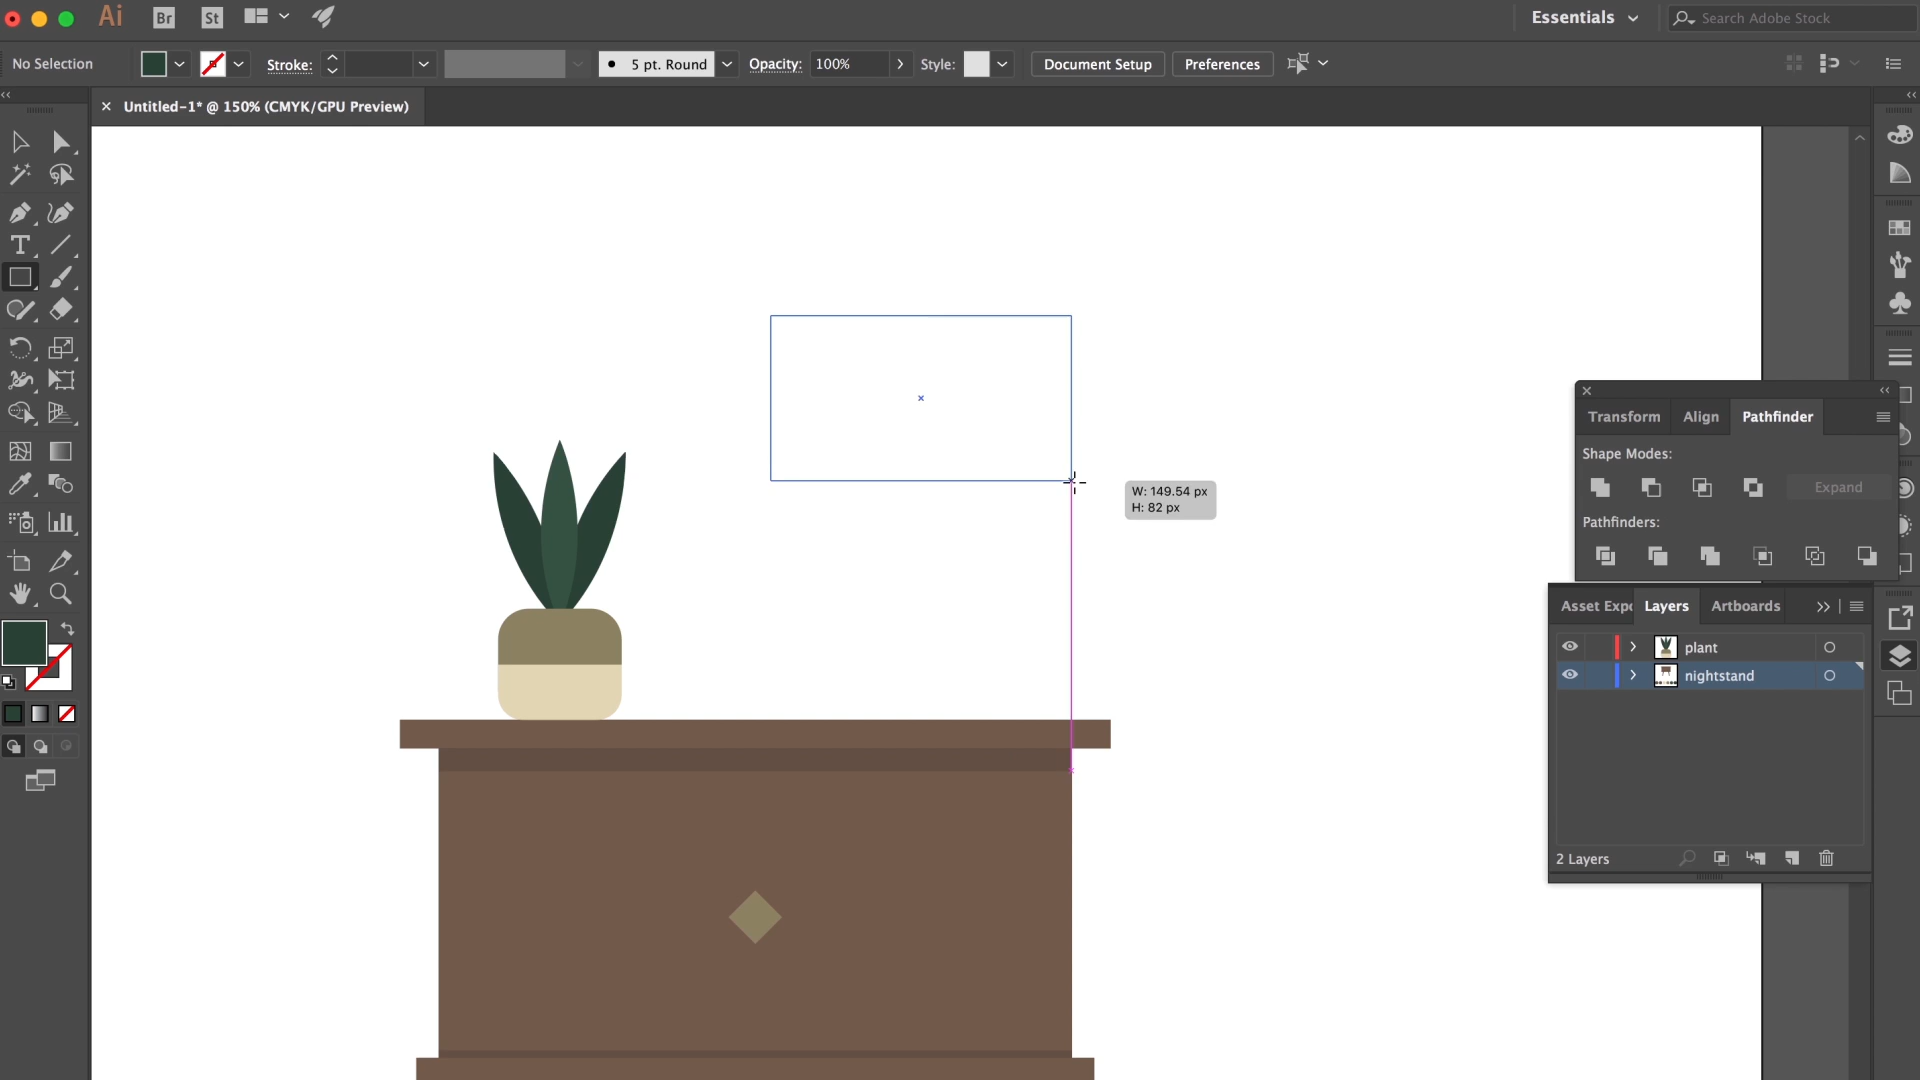 Ai Br St Essentials Search Adobe Stock
No Selection Stroke: 5 pt. Round Opacity: 100% Style: Document Setup Preferences
Untitled-1* @ 150% (CMYK/GPU Preview)
W: 149.54 px
H: 82 px
Transform Align Pathfinder
Shape Modes:
Expand
Pathfinders:
Asset Expo Layers Artboards
plant
nightstand
2 Layers